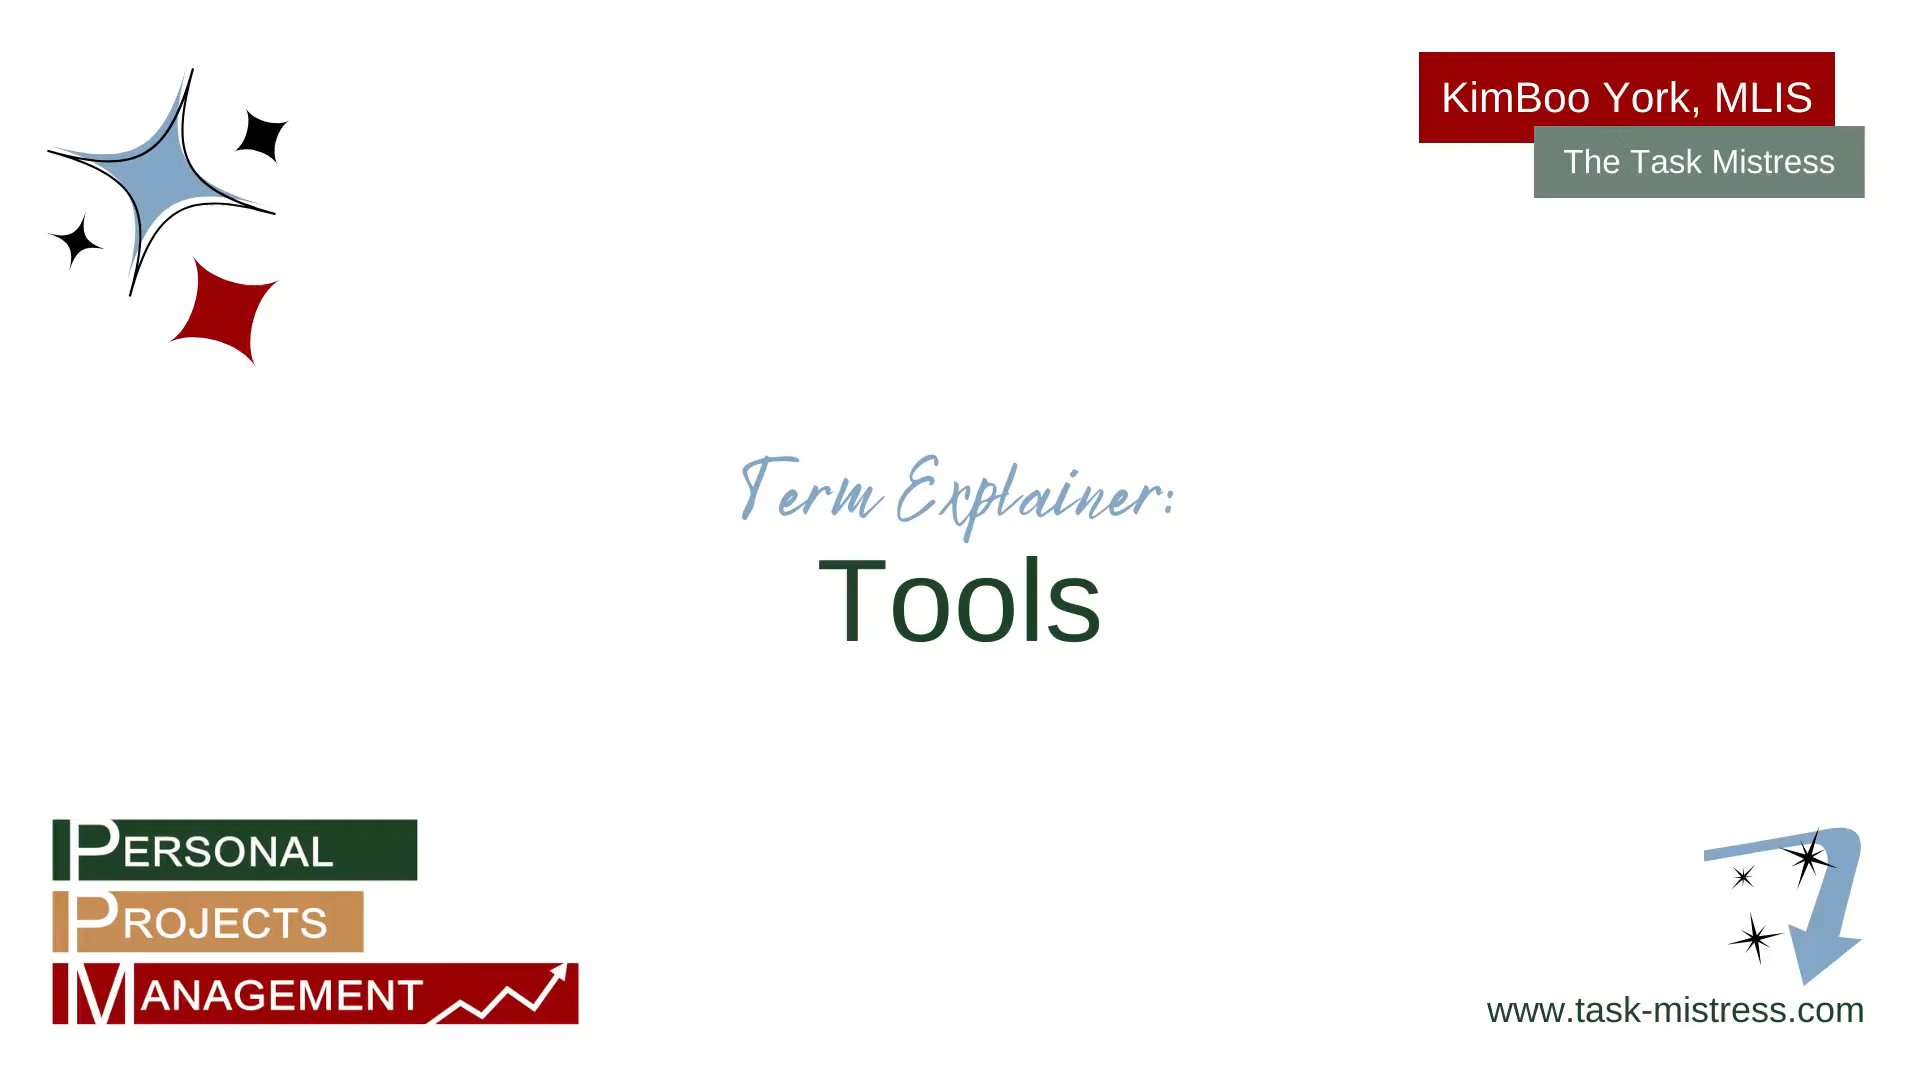 KimBoo York, MLIS
The Task Mistress
Term Explainer:
Tools
PERSONAL
PROJECTS
MANAGEMENT
www.task-mistress.com